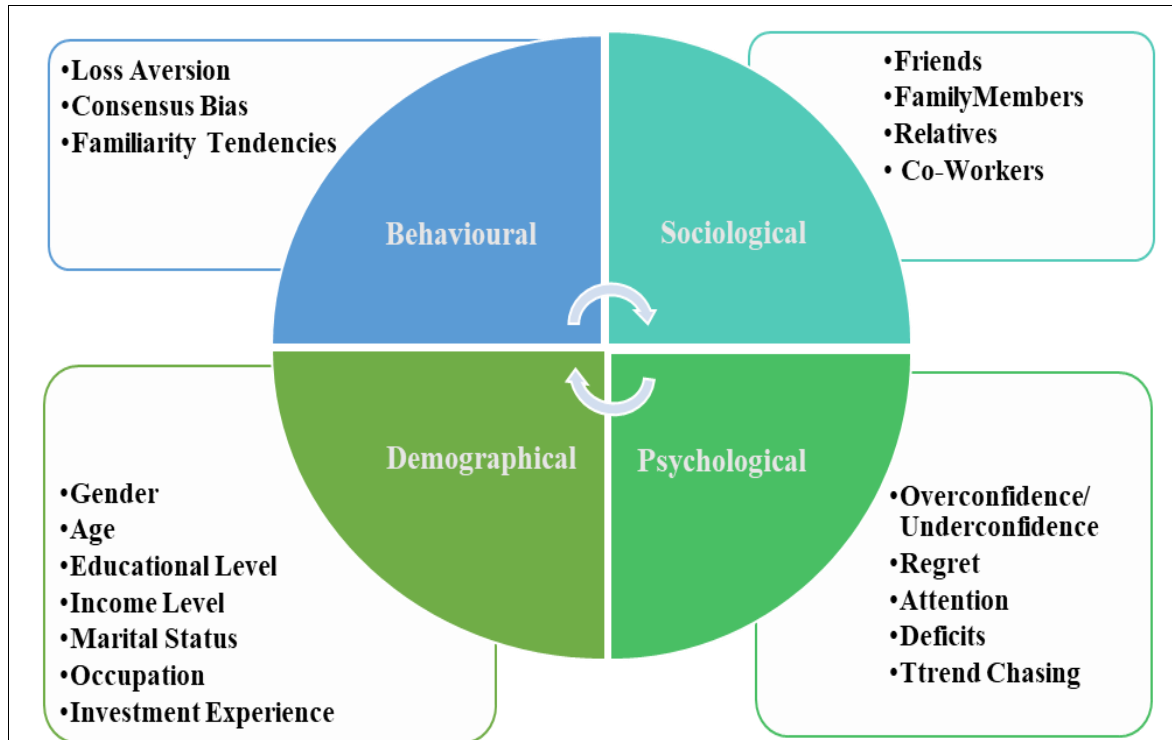 •Loss Aversion
•Consensus Bias
•Familiarity Tendencies
•Friends
•FamilyMembers
•Relatives
• Co-Workers
Behavioural
Sociological
Demographical
Psychological
•Gender
•Age
•Educational Level
•Income Level
•Marital Status
•Occupation
•Investment Experience
•Overconfidence/
Underconfidence
•Regret
•Attention
•Deficits
•Ttrend Chasing